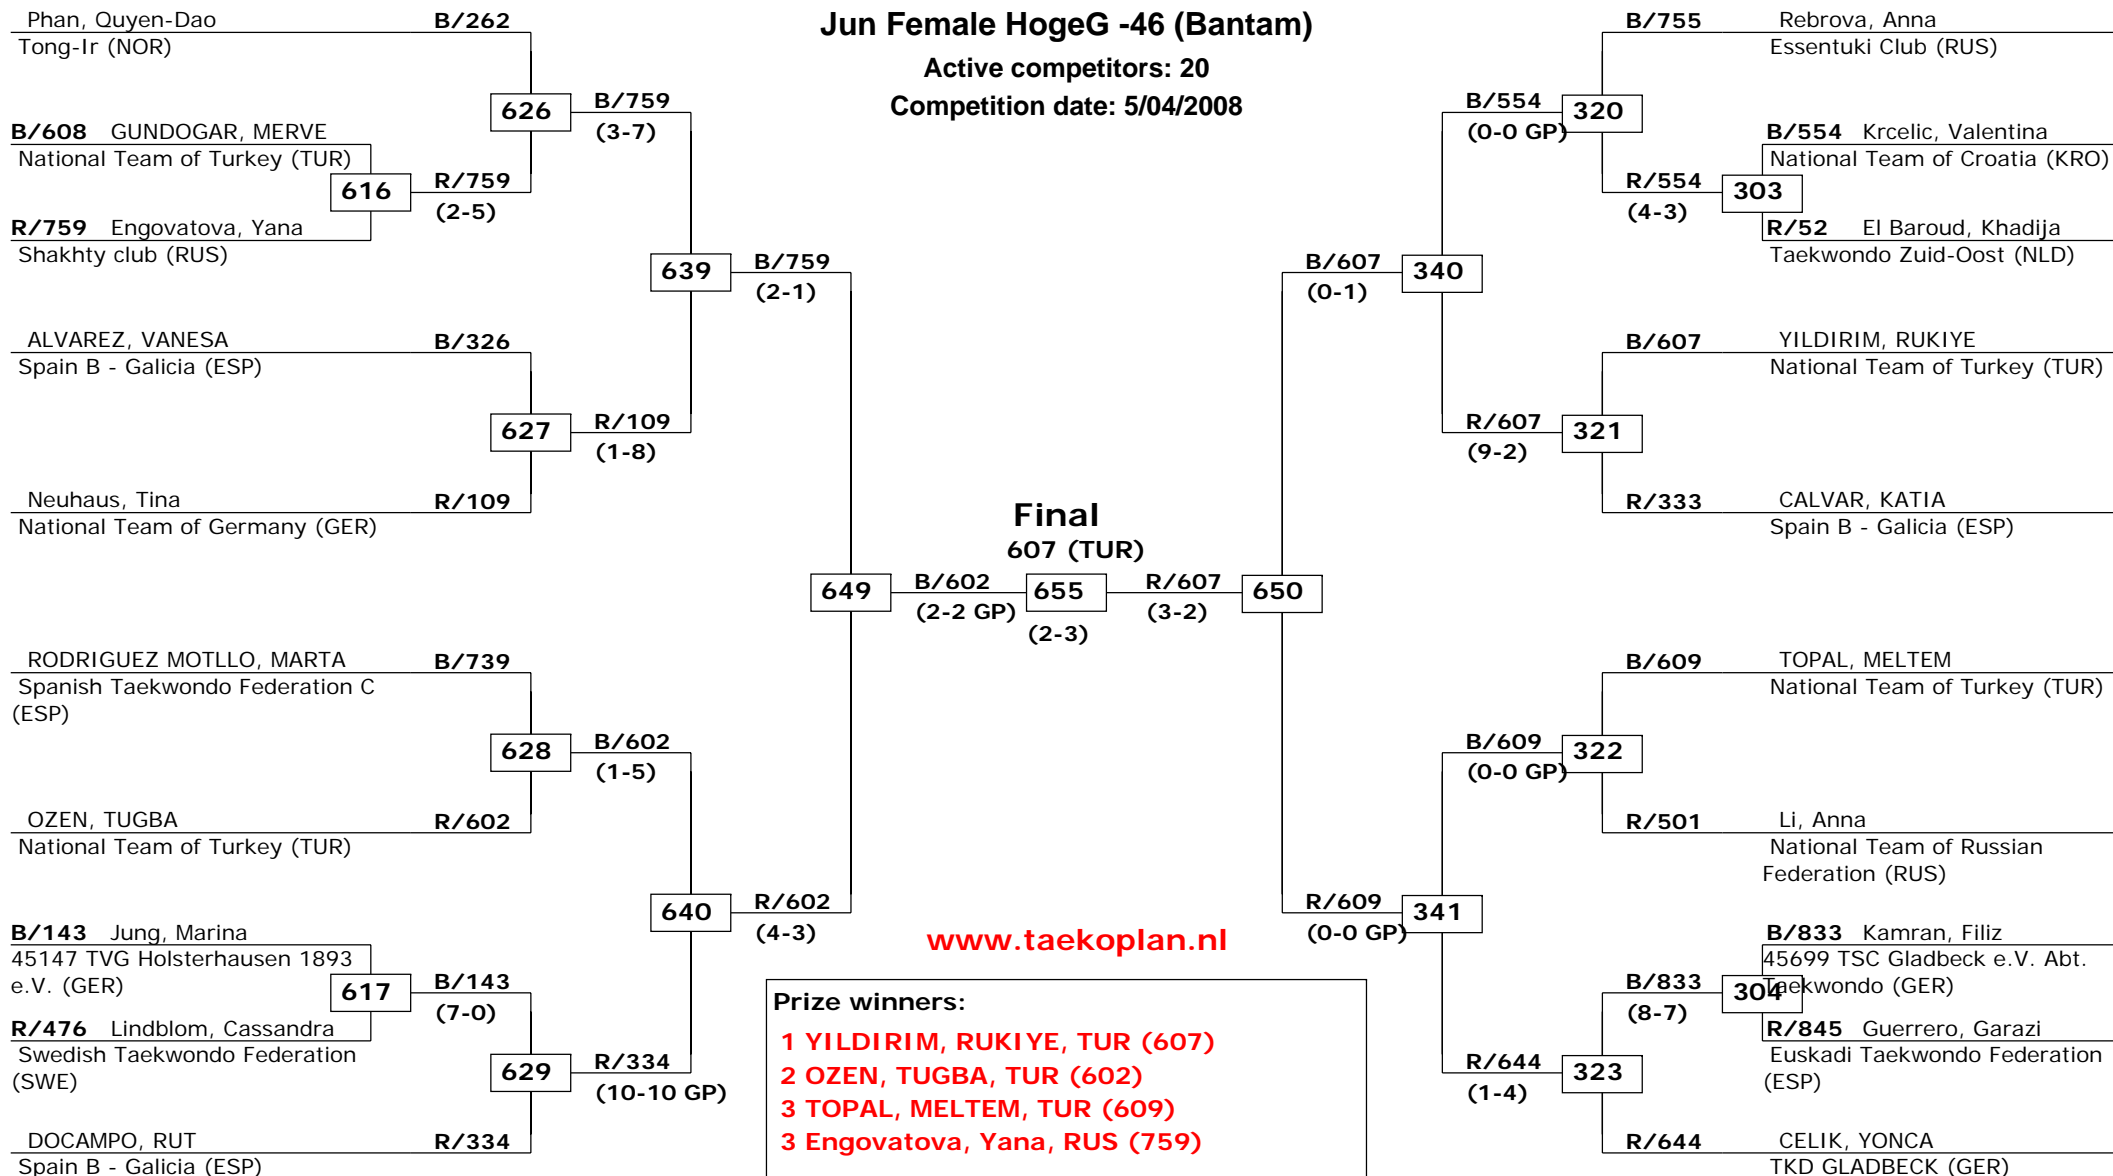 Jun Female HogeG -46 (Bantam)
Active competitors: 20
Competition date: 5/04/2008
Phan, Quyen-Dao B/262
Tong-Ir (NOR)
B/608 GUNDOGAR, MERVE
National Team of Turkey (TUR)
R/759 Engovatova, Yana
Shakhty club (RUS)
616
R/759
(2-5)
626
B/759
(3-7)
ALVAREZ, VANESA B/326
Spain B - Galicia (ESP)
Neuhaus, Tina R/109
National Team of Germany (GER)
627
R/109
(1-8)
639
B/759
(2-1)
RODRIGUEZ MOTLLO, MARTA B/739
Spanish Taekwondo Federation C
(ESP)
OZEN, TUGBA R/602
National Team of Turkey (TUR)
628
B/602
(1-5)
B/143 Jung, Marina
45147 TVG Holsterhausen 1893
e.V. (GER)
R/476 Lindblom, Cassandra
Swedish Taekwondo Federation
(SWE)
617
B/143
(7-0)
DOCAMPO, RUT R/334
Spain B - Galicia (ESP)
629
R/334
(10-10 GP)
640
R/602
(4-3)
649
B/602
(2-2 GP)
Final
607 (TUR)
655
(2-3)
R/607
(3-2)
650
B/755 Rebrova, Anna
Essentuki Club (RUS)
B/554 Krcelic, Valentina
National Team of Croatia (KRO)
R/52 El Baroud, Khadija
Taekwondo Zuid-Oost (NLD)
303
R/554
(4-3)
320
B/554
(0-0 GP)
B/607 YILDIRIM, RUKIYE
National Team of Turkey (TUR)
R/333 CALVAR, KATIA
Spain B - Galicia (ESP)
321
R/607
(9-2)
340
B/607
(0-1)
B/609 TOPAL, MELTEM
National Team of Turkey (TUR)
R/501 Li, Anna
National Team of Russian
Federation (RUS)
322
B/609
(0-0 GP)
B/833 Kamran, Filiz
45699 TSC Gladbeck e.V. Abt.
Taekwondo (GER)
R/845 Guerrero, Garazi
Euskadi Taekwondo Federation
(ESP)
304
B/833
(8-7)
R/644 CELIK, YONCA
TKD GLADBECK (GER)
323
R/644
(1-4)
341
R/609
(0-0 GP)
www.taekoplan.nl
Prize winners:
1 YILDIRIM, RUKIYE, TUR (607)
2 OZEN, TUGBA, TUR (602)
3 TOPAL, MELTEM, TUR (609)
3 Engovatova, Yana, RUS (759)